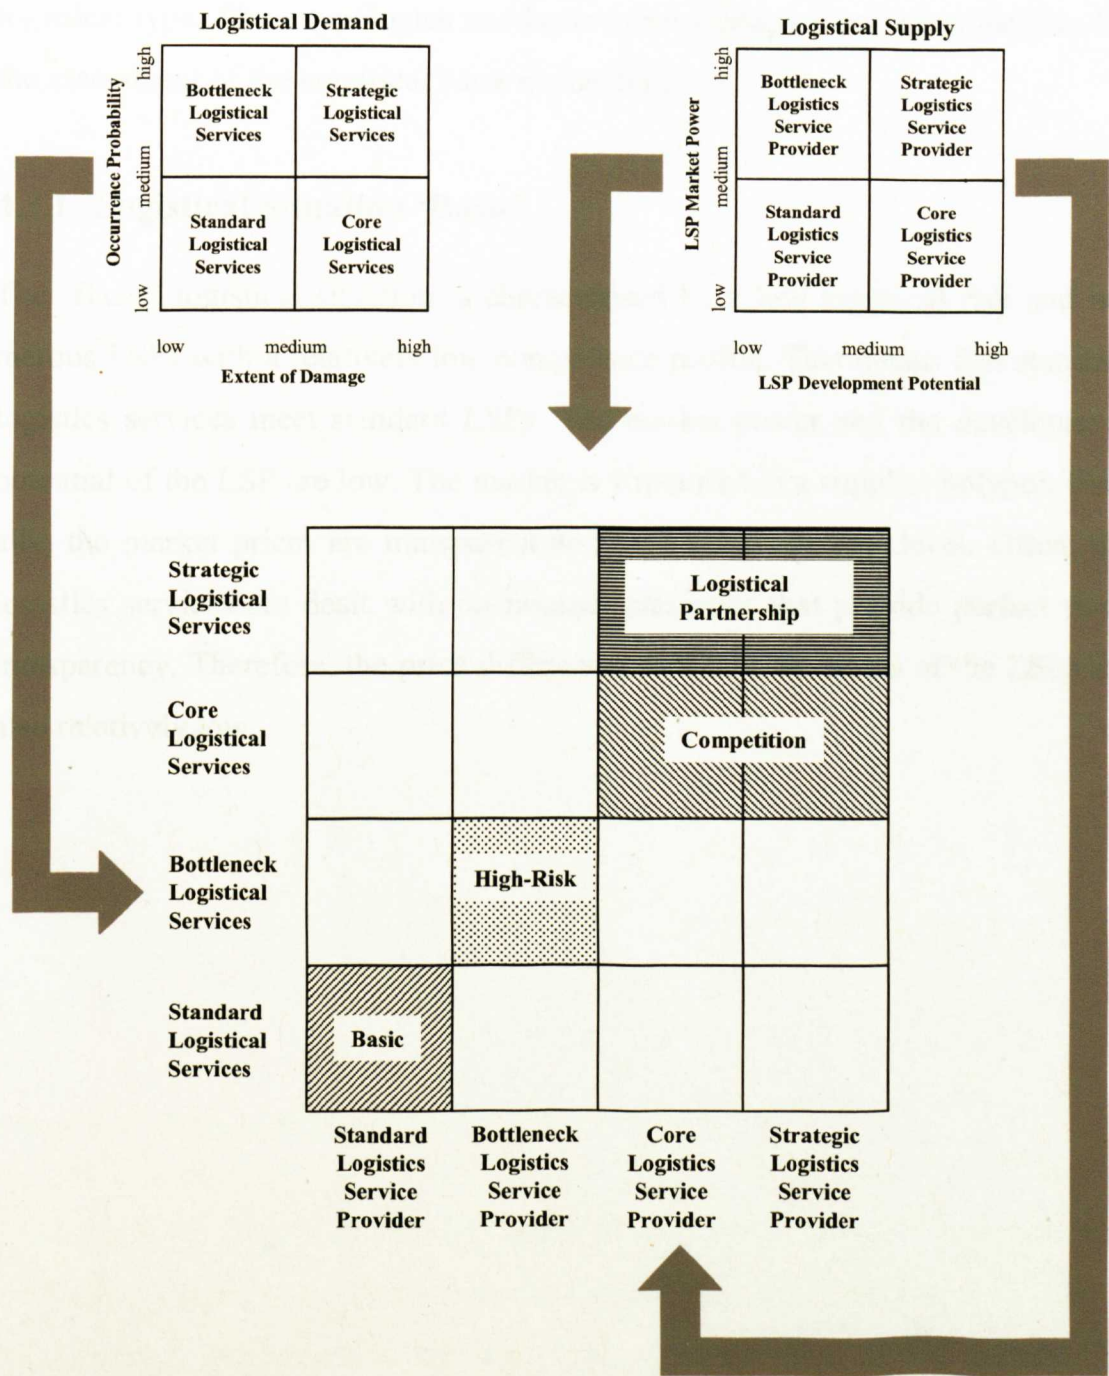 Logistical Demand
high
medium
low
Occurrence Probability
Bottleneck
Logistical
Services
Strategic
Logistical
Services
Standard
Logistical
Services
Core
Logistical
Services
low medium high
Extent of Damage
Logistical Supply
high
medium
low
LSP Market Power
Bottleneck
Logistics
Service
Provider
Strategic
Logistics
Service
Provider
Standard
Logistics
Service
Provider
Core
Logistics
Service
Provider
low medium high
LSP Development Potential
Strategic
Logistical
Services
Logistical
Partnership
Core
Logistical
Services
Competition
Bottleneck
Logistical
Services
High-Risk
Standard
Logistical
Services
Basic
Standard
Logistics
Service
Provider
Bottleneck
Logistics
Service
Provider
Core
Logistics
Service
Provider
Strategic
Logistics
Service
Provider